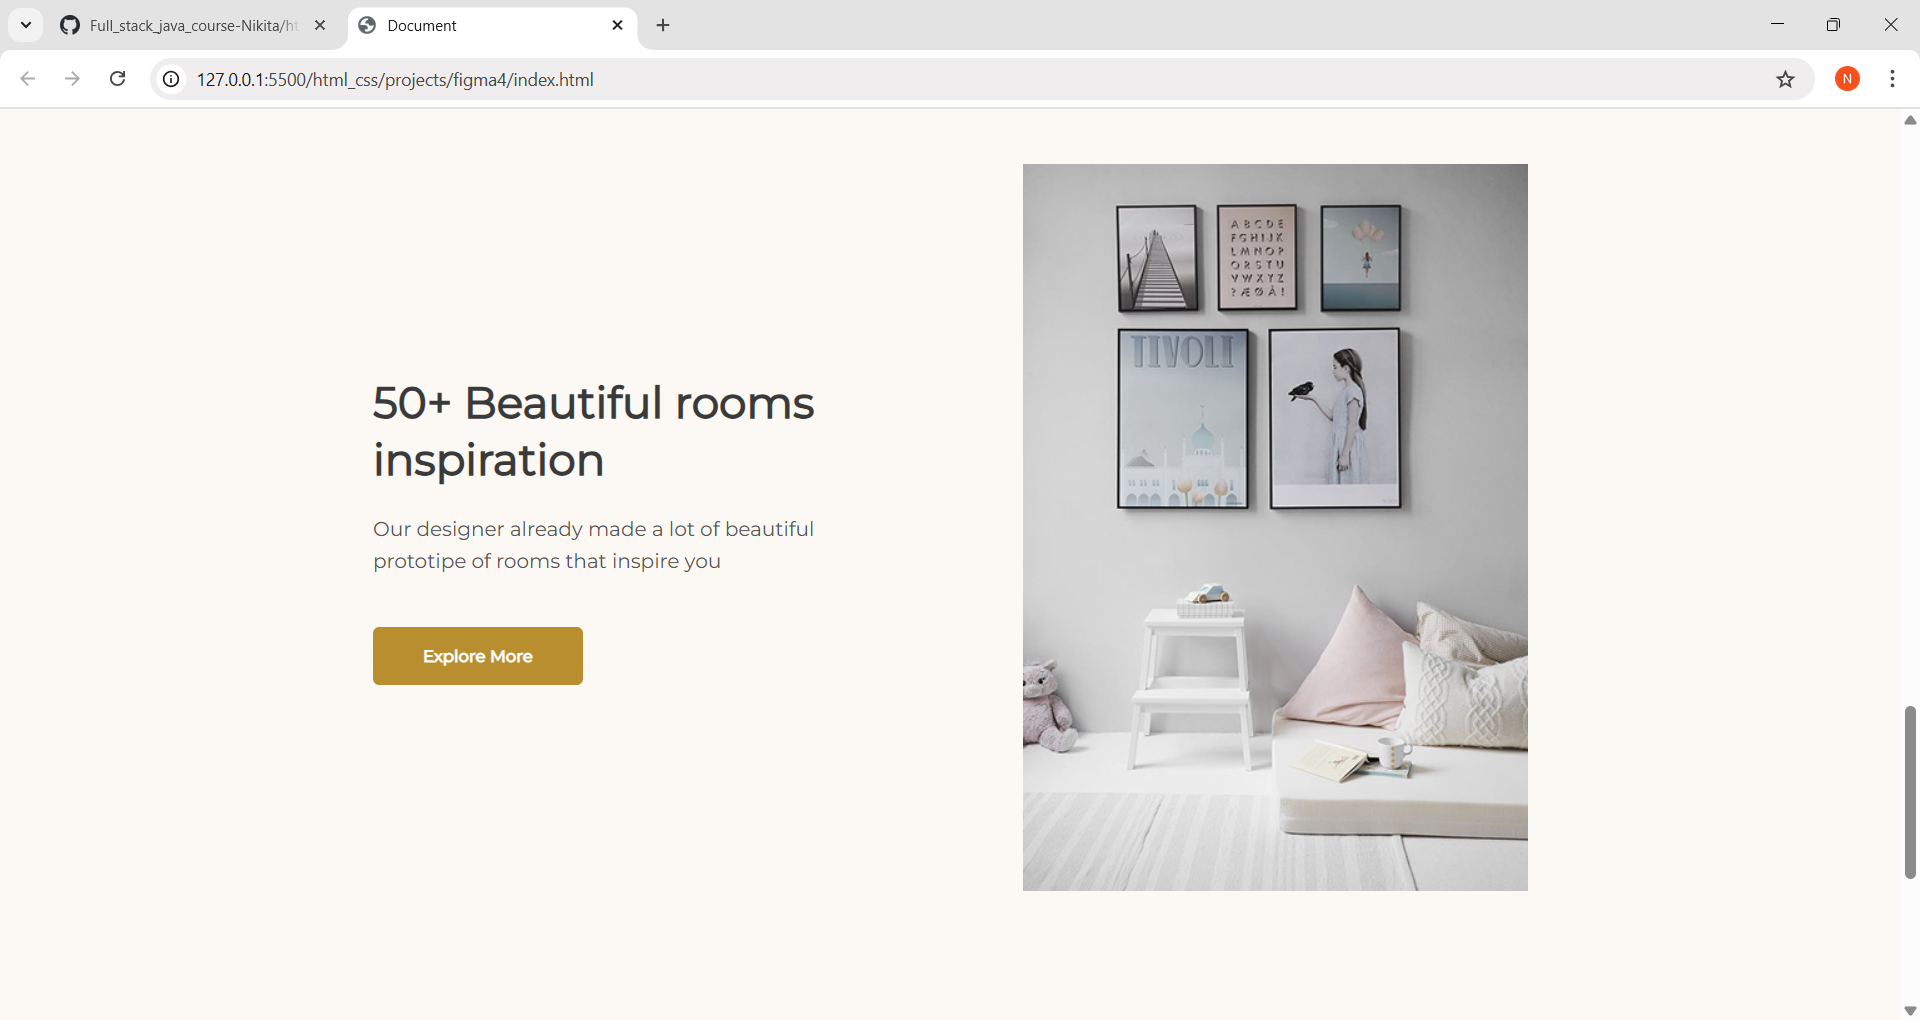 Full_stack_java_course-Nikita/ht
Document
127.0.0.1:5500/html_css/projects/figma4/index.html
N
50+ Beautiful rooms
inspiration
Our designer already made a lot of beautiful
prototipe of rooms that inspire you
Explore More
A B C D E
F G H I J K
L M N O P
Q R S T U
V W X Y Z
? Æ Ø Å !
TIVOLI